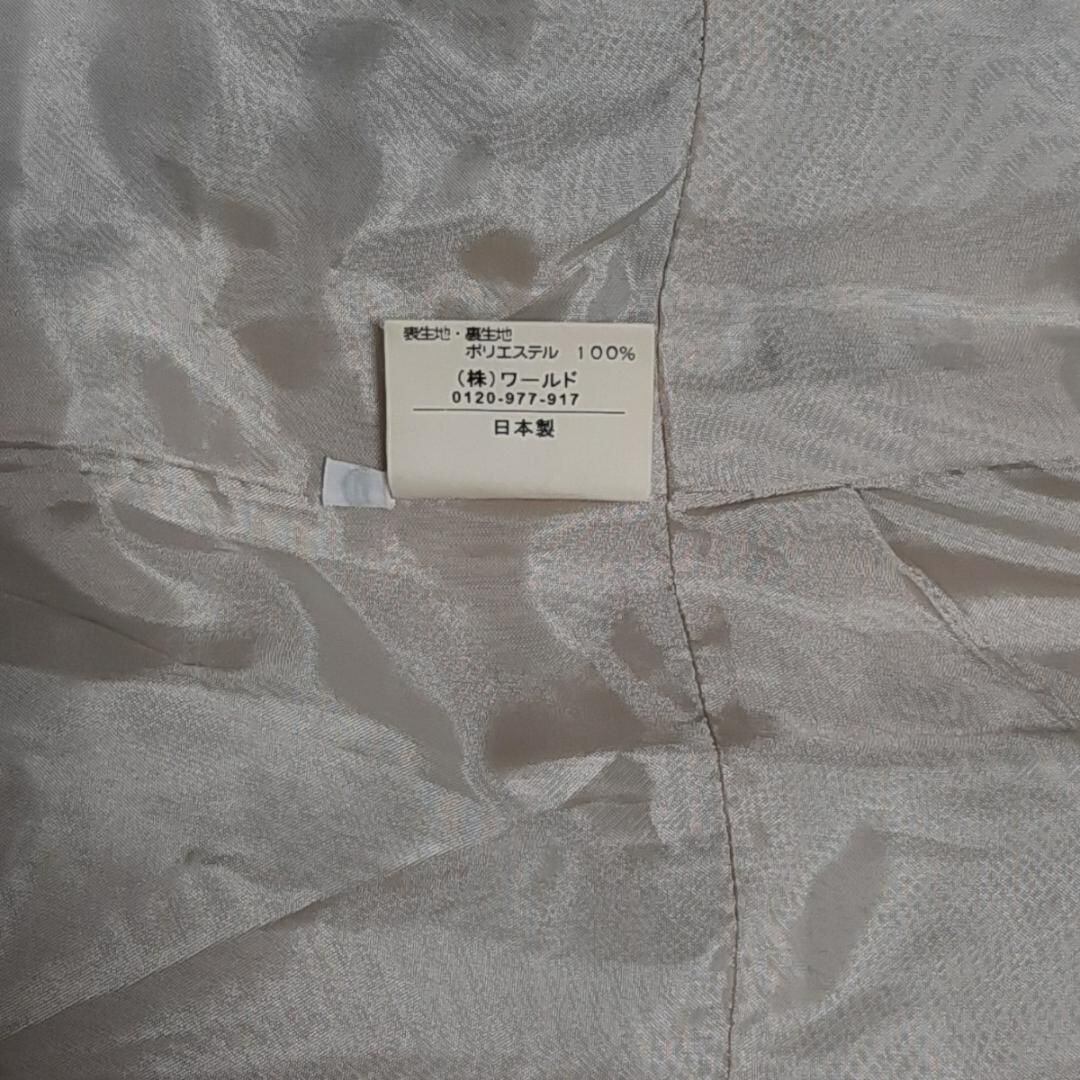 表生地・裏生地
ポリエステル 100%
(株)ワールド
0120-977-917
日本製